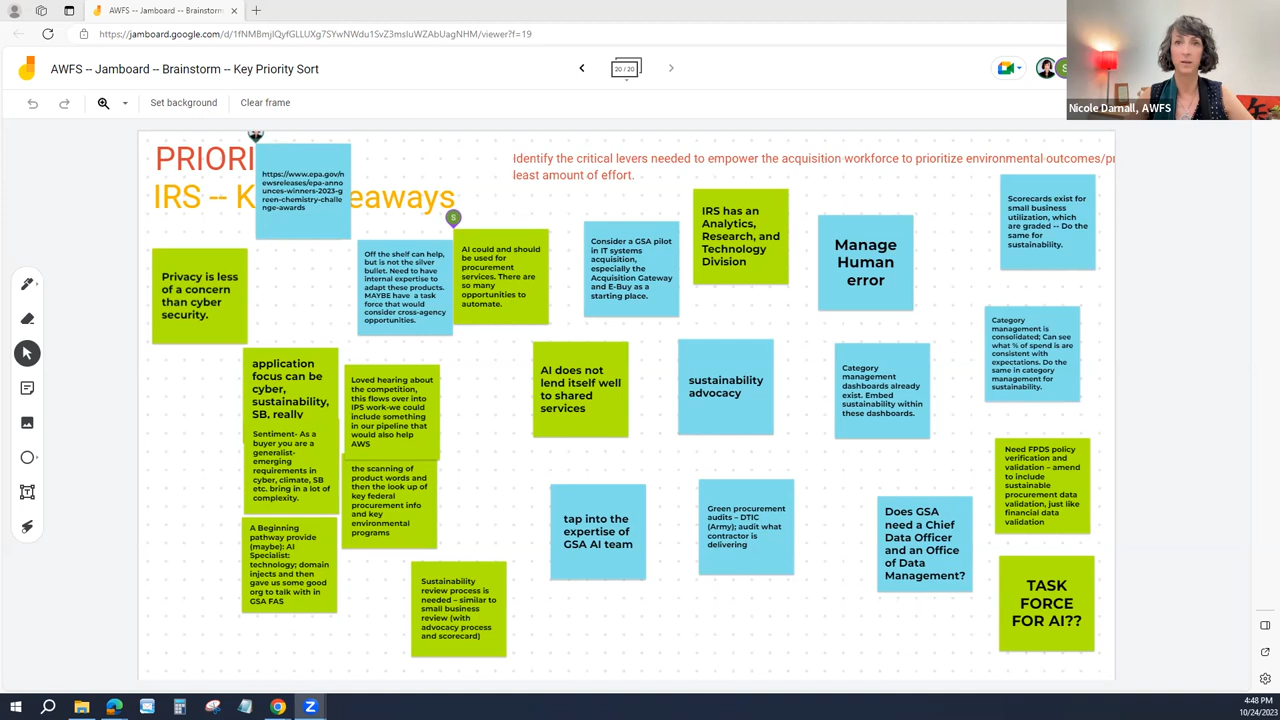 AWFS -- Jamboard -- Brainstorm
https://jamboard.google.com/d/1fNMBmjlQyfGLLUXg7SYwNWdu1SvZ3msluWZAbUagNHM/viewer?f=19
AWFS -- Jamboard -- Brainstorm -- Key Priority Sort
20 / 20
S
Nicole Darnall, AWFS
Set background
Clear frame
PRIORI
IRS -- K
eaways
Identify the critical levers needed to empower the acquisition workforce to prioritize environmental outcomes/pr
least amount of effort.
https://www.epa.gov/n
ewsreleases/epa-anno
unces-winners-2023-g
reen-chemistry-challe
nge-awards
S
Privacy is less
of a concern
than cyber
security.
Off the shelf can help,
but is not the silver
bullet. Need to have
internal expertise to
adapt these products.
MAYBE have a task
force that would
consider cross-agency
opportunities.
AI could and should
be used for
procurement
services. There are
so many
opportunities to
automate.
Consider a GSA pilot
in IT systems
acquisition,
especially the
Acquisition Gateway
and E-Buy as a
starting place.
IRS has an
Analytics,
Research, and
Technology
Division
Manage
Human
error
Scorecards exist for
small business
utilization, which
are graded -- Do the
same for
sustainability.
application
focus can be
cyber,
sustainability,
SB, really
Loved hearing about
the competition,
this flows over into
IPS work-we could
include something
in our pipeline that
would also help
AWS
AI does not
lend itself well
to shared
services
sustainability
advocacy
Category
management
dashboards already
exist. Embed
sustainability within
these dashboards.
Category
management is
consolidated; Can see
what % of spend is are
consistent with
expectations. Do the
same in category
management for
sustainability.
Sentiment- As a
buyer you are a
generalist-
emerging
requirements in
cyber, climate, SB
etc. bring in a lot of
complexity.
the scanning of
product words and
then the look up of
key federal
procurement info
and key
environmental
programs
tap into the
expertise of
GSA AI team
Green procurement
audits – DTIC
(Army); audit what
contractor is
delivering
Does GSA
need a Chief
Data Officer
and an Office
of Data
Management?
Need FPDS policy
verification and
validation – amend
to include
sustainable
procurement data
validation, just like
financial data
validation
A Beginning
pathway provide
(maybe): AI
Specialist:
technology; domain
injects and then
gave us some good
org to talk with in
GSA FAS
Sustainability
review process is
needed – similar to
small business
review (with
advocacy process
and scorecard)
TASK
FORCE
FOR AI??
4:48 PM
10/24/2023